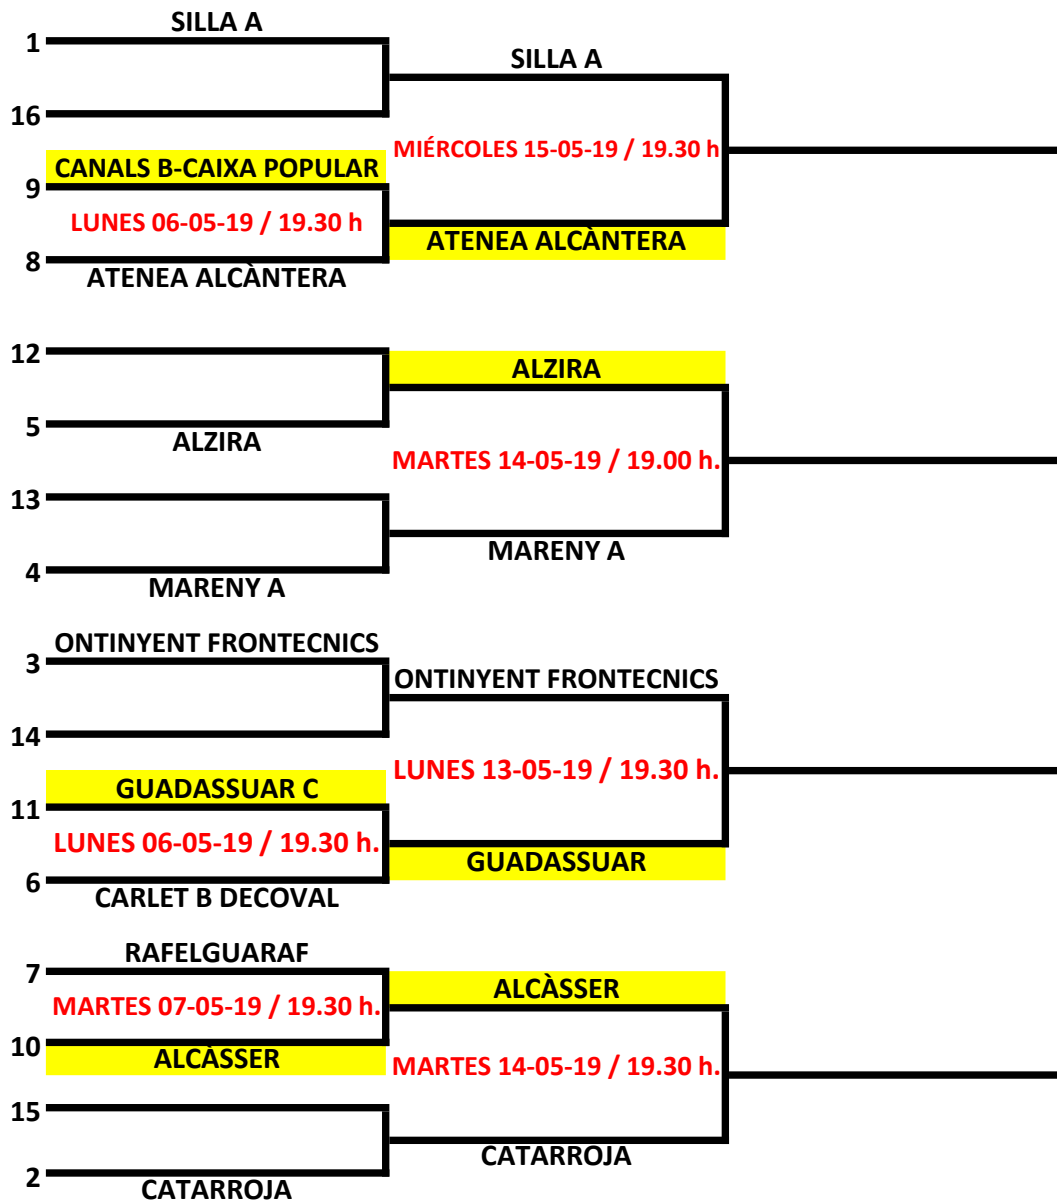 SILLA A
1
SILLA A
16
MIÉRCOLES 15-05-19 / 19.30 h
CANALS B-CAIXA POPULAR
9
LUNES 06-05-19 / 19.30 h
ATENEA ALCÀNTERA
8
ATENEA ALCÀNTERA
12
ALZIRA
5
ALZIRA
MARTES 14-05-19 / 19.00 h.
13
MARENY A
4
MARENY A
ONTINYENT FRONTECNICS
3
ONTINYENT FRONTECNICS
14
LUNES 13-05-19 / 19.30 h.
GUADASSUAR C
11
LUNES 06-05-19 / 19.30 h.
GUADASSUAR
6
CARLET B DECOVAL
RAFELGUARAF
7
ALCÀSSER
MARTES 07-05-19 / 19.30 h.
10
ALCÀSSER
MARTES 14-05-19 / 19.30 h.
15
CATARROJA
2
CATARROJA